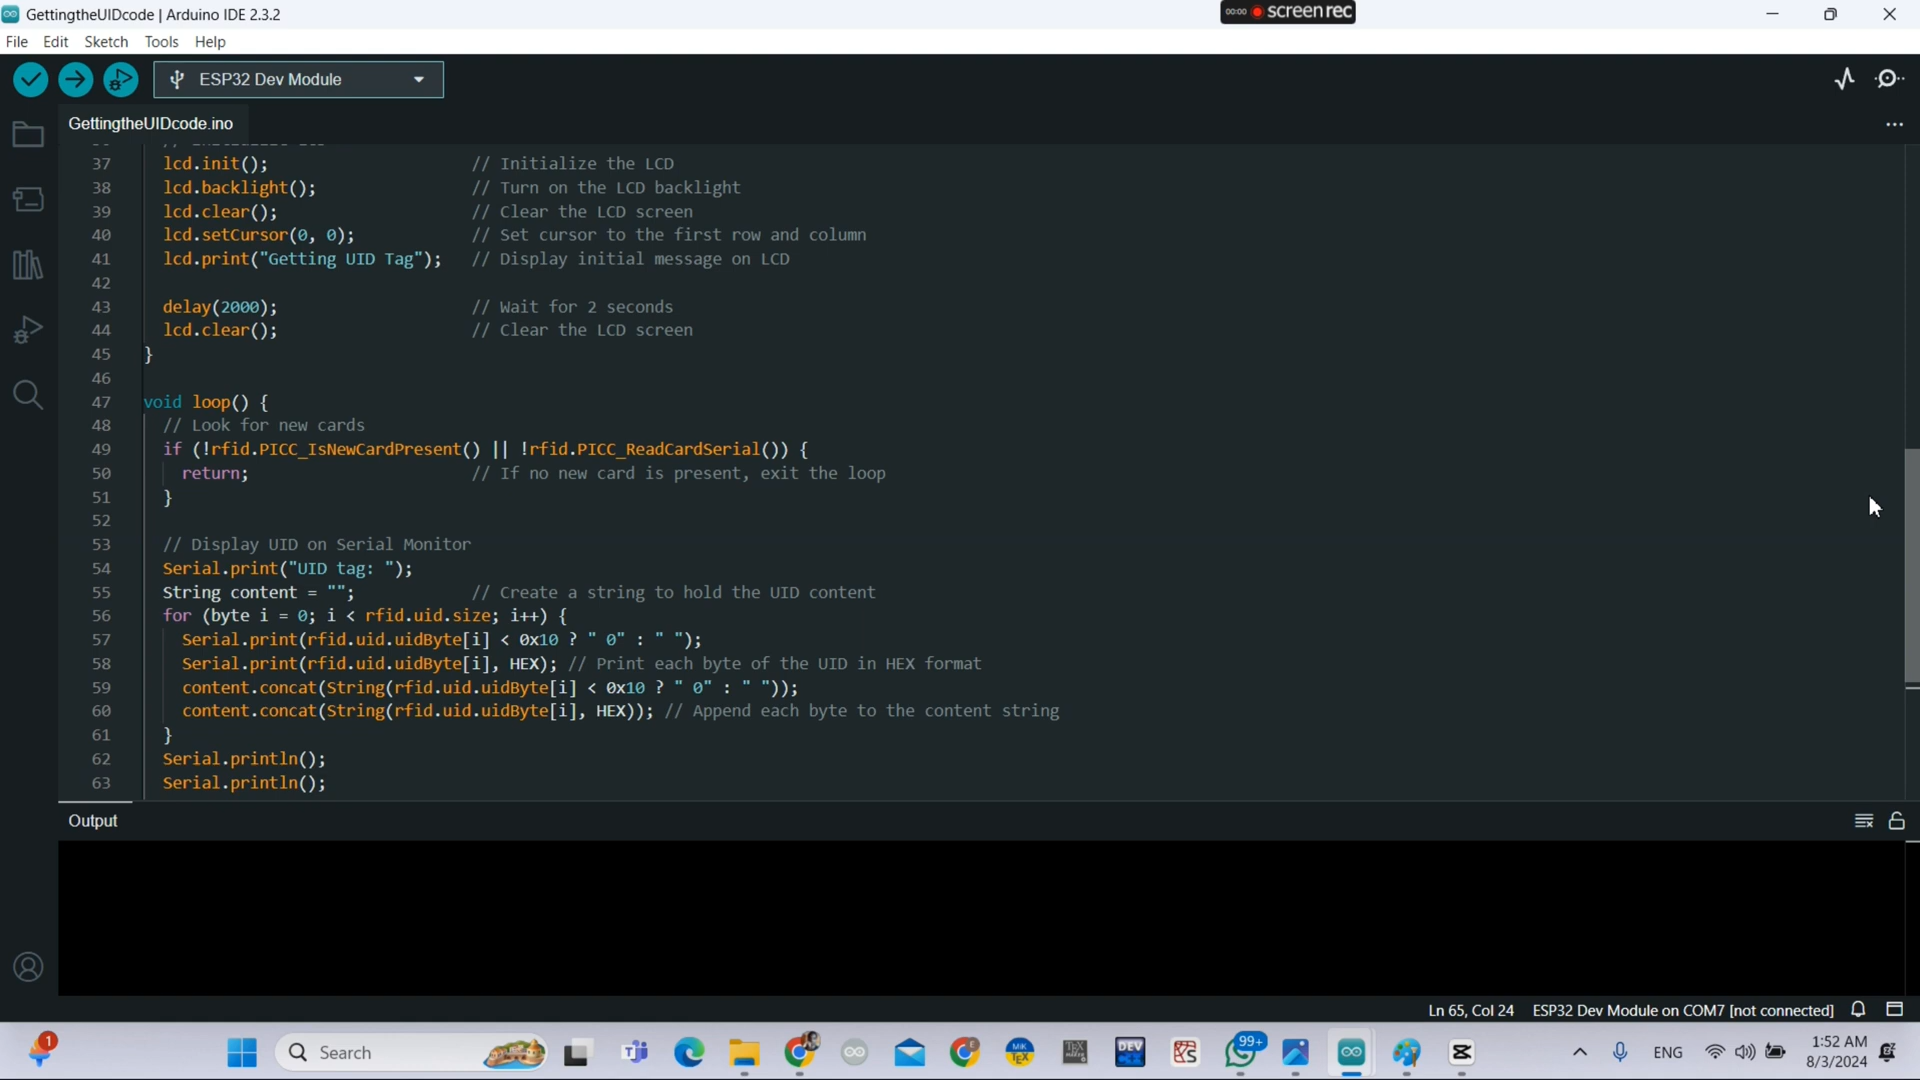 GettingtheUIDcode | Arduino IDE 2.3.2
00:00 screenrec
File Edit Sketch Tools Help
ESP32 Dev Module
GettingtheUIDcode.ino
37 lcd.init(); // Initialize the LCD
38 lcd.backlight(); // Turn on the LCD backlight
39 lcd.clear(); // Clear the LCD screen
40 lcd.setCursor(0, 0); // Set cursor to the first row and column
41 lcd.print("Getting UID Tag"); // Display initial message on LCD
42
43 delay(2000); // Wait for 2 seconds
44 lcd.clear(); // Clear the LCD screen
45 }
46
47 void loop() {
48 // Look for new cards
49 if (!rfid.PICC_IsNewCardPresent() || !rfid.PICC_ReadCardSerial()) {
50 return; // If no new card is present, exit the loop
51 }
52
53 // Display UID on Serial Monitor
54 Serial.print("UID tag: ");
55 String content = ""; // Create a string to hold the UID content
56 for (byte i = 0; i < rfid.uid.size; i++) {
57 Serial.print(rfid.uid.uidByte[i] < 0x10 ? " 0" : " ");
58 Serial.print(rfid.uid.uidByte[i], HEX); // Print each byte of the UID in HEX format
59 content.concat(String(rfid.uid.uidByte[i] < 0x10 ? " 0" : " "));
60 content.concat(String(rfid.uid.uidByte[i], HEX)); // Append each byte to the content string
61 }
62 Serial.println();
63 Serial.println();
Output
Ln 65, Col 24 ESP32 Dev Module on COM7 [not connected]
1
Search
MiK TEX
DEV
99+
ENG
1:52 AM
8/3/2024